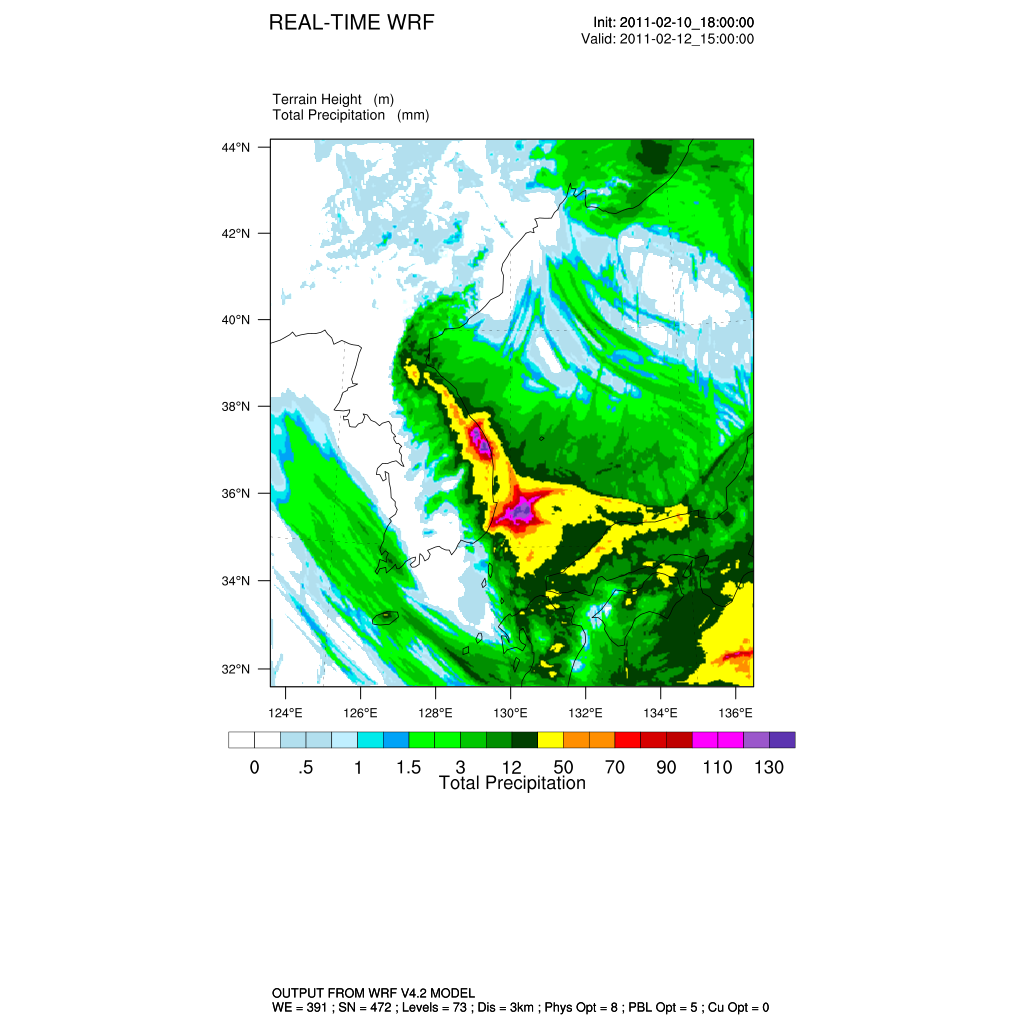 REAL-TIME WRF
Init: 2011-02-10_18:00:00
Valid: 2011-02-12_15:00:00
Terrain Height (m)
Total Precipitation (mm)
44°N
42°N
40°N
38°N
36°N
34°N
32°N
124°E 126°E 128°E 130°E 132°E 134°E 136°E
0 .5 1 1.5 3 12 50 70 90 110 130
Total Precipitation
OUTPUT FROM WRF V4.2 MODEL
WE = 391 ; SN = 472 ; Levels = 73 ; Dis = 3km ; Phys Opt = 8 ; PBL Opt = 5 ; Cu Opt = 0